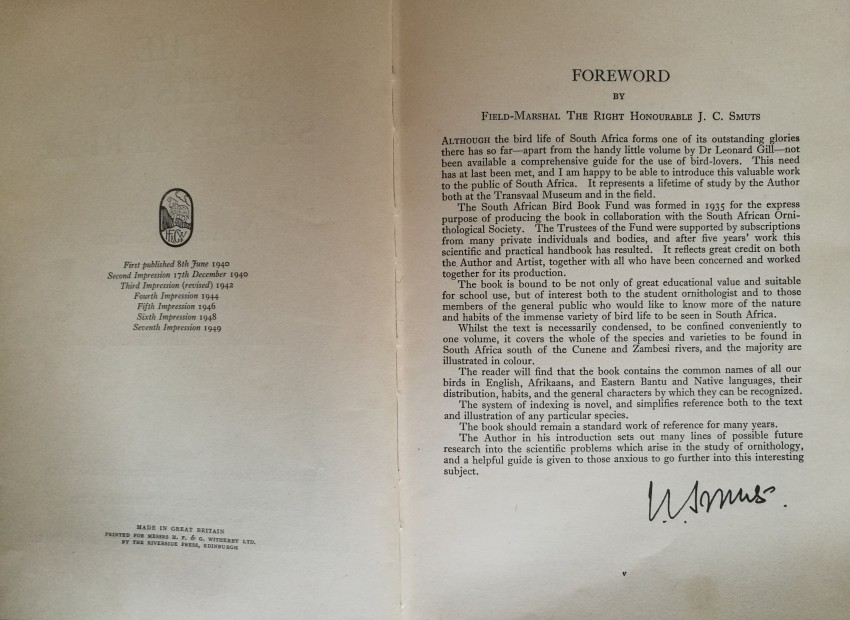 First published 8th June 1940
Second Impression 17th December 1940
Third Impression (revised) 1942
Fourth Impression 1944
Fifth Impression 1946
Sixth Impression 1948
Seventh Impression 1949
MADE IN GREAT BRITAIN
PRINTED FOR MESSRS H. F. & G. WITHERBY LTD.
BY THE RIVERSIDE PRESS, EDINBURGH
FOREWORD
BY
FIELD-MARSHAL THE RIGHT HONOURABLE J. C. SMUTS
ALTHOUGH the bird life of South Africa forms one of its outstanding glories
there has so far—apart from the handy little volume by Dr Leonard Gill—not
been available a comprehensive guide for the use of bird-lovers. This need
has at last been met, and I am happy to be able to introduce this valuable work
to the public of South Africa. It represents a lifetime of study by the Author
both at the Transvaal Museum and in the field.
The South African Bird Book Fund was formed in 1935 for the express
purpose of producing the book in collaboration with the South African Orni-
thological Society. The Trustees of the Fund were supported by subscriptions
from many private individuals and bodies, and after five years' work this
scientific and practical handbook has resulted. It reflects great credit on both
the Author and Artist, together with all who have been concerned and worked
together for its production.
The book is bound to be not only of great educational value and suitable
for school use, but of interest both to the student ornithologist and to those
members of the general public who would like to know more of the nature
and habits of the immense variety of bird life to be seen in South Africa.
Whilst the text is necessarily condensed, to be confined conveniently to
one volume, it covers the whole of the species and varieties to be found in
South Africa south of the Cunene and Zambesi rivers, and the majority are
illustrated in colour.
The reader will find that the book contains the common names of all our
birds in English, Afrikaans, and Eastern Bantu and Native languages, their
distribution, habits, and the general characters by which they can be recognized.
The system of indexing is novel, and simplifies reference both to the text
and illustration of any particular species.
The book should remain a standard work of reference for many years.
The Author in his introduction sets out many lines of possible future
research into the scientific problems which arise in the study of ornithology,
and a helpful guide is given to those anxious to go further into this interesting
subject.
v